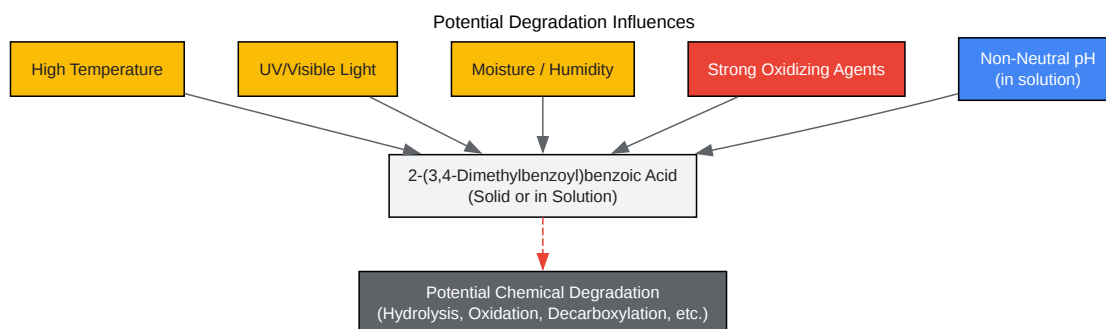 Potential Degradation Influences
High Temperature
UV/Visible Light
Moisture / Humidity
Strong Oxidizing Agents
Non-Neutral pH
(in solution)
2-(3,4-Dimethylbenzoyl)benzoic Acid
(Solid or in Solution)
Potential Chemical Degradation
(Hydrolysis, Oxidation, Decarboxylation, etc.)